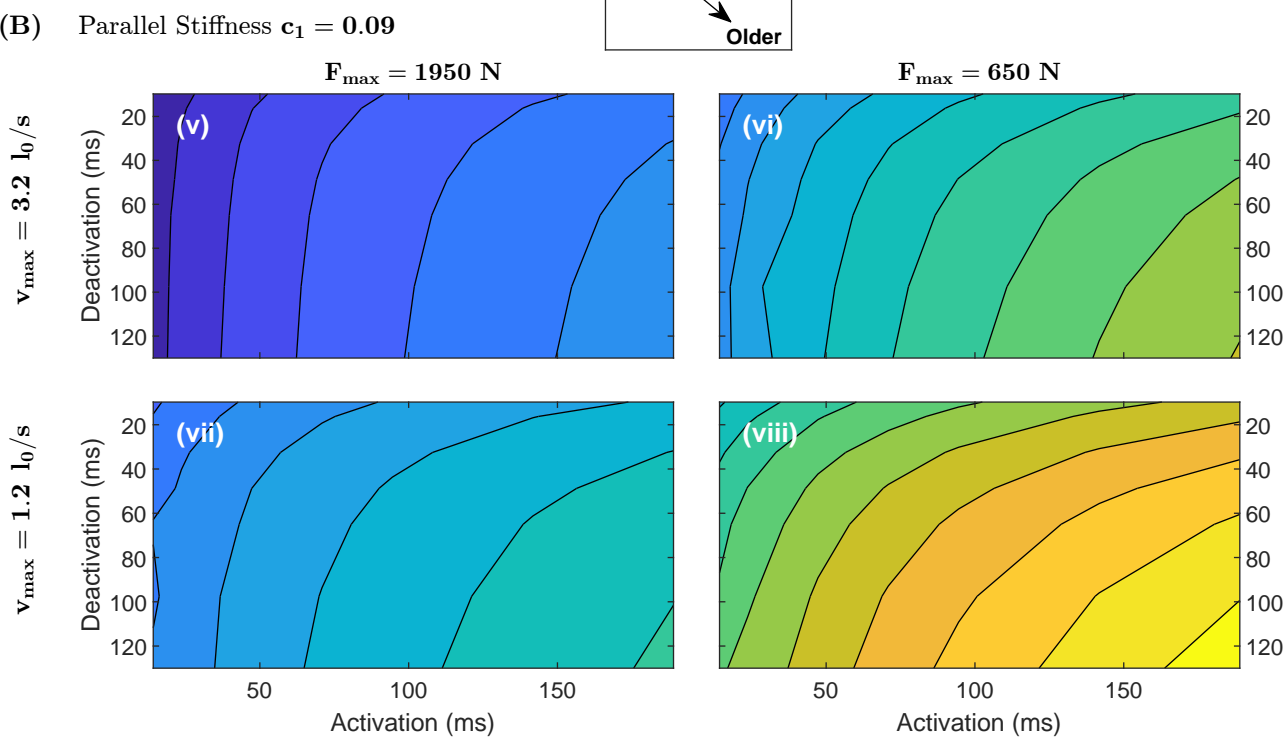 Older
(B) Parallel Stiffness c₁ = 0.09
F_max = 1950 N
F_max = 650 N
v_max = 3.2 l₀/s
Deactivation (ms)
20
40
60
80
100
120
(v)
(vi)
20
40
60
80
100
120
v_max = 1.2 l₀/s
Deactivation (ms)
20
40
60
80
100
120
(vii)
(viii)
20
40
60
80
100
120
50 100 150
50 100 150
Activation (ms)
Activation (ms)